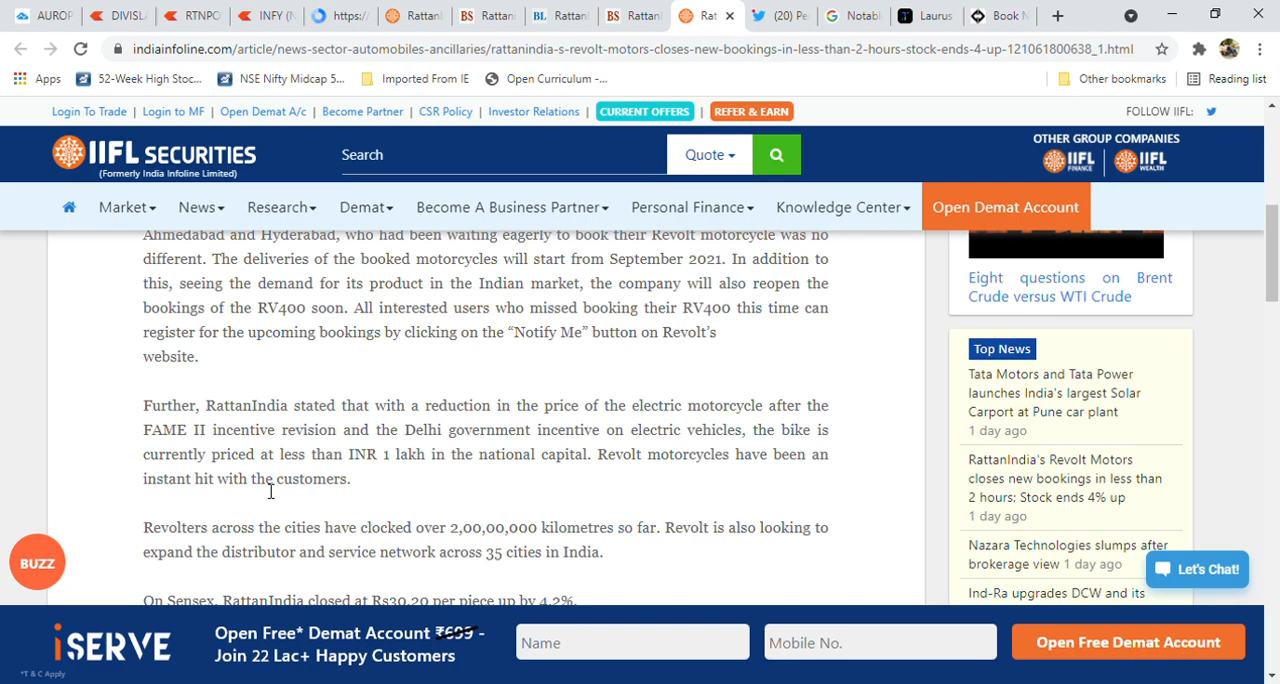 AUROP
DIVISL
RTNPO
INFY (N
https:/
Rattani
Rattani
Rattani
Rattani
Rat
(20) Pe
Notabl
Laurus
Book N
indiainfoline.com/article/news-sector-automobiles-ancillaries/rattanindia-s-revolt-motors-closes-new-bookings-in-less-than-2-hours-stock-ends-4-up-121061800638_1.html
Apps
52-Week High Stoc...
NSE Nifty Midcap 5...
Imported From IE
Open Curriculum -...
Other bookmarks
Reading list
Login To Trade | Login to MF | Open Demat A/c | Become Partner | CSR Policy | Investor Relations | CURRENT OFFERS | REFER & EARN
FOLLOW IIFL:
IIFL SECURITIES
(Formerly India Infoline Limited)
Search
Quote
OTHER GROUP COMPANIES
IIFL FINANCE
IIFL WEALTH
Market
News
Research
Demat
Become A Business Partner
Personal Finance
Knowledge Center
Open Demat Account
Ahmedabad and Hyderabad, who had been waiting eagerly to book their Revolt motorcycle was no
different. The deliveries of the booked motorcycles will start from September 2021. In addition to
this, seeing the demand for its product in the Indian market, the company will also reopen the
bookings of the RV400 soon. All interested users who missed booking their RV400 this time can
register for the upcoming bookings by clicking on the “Notify Me” button on Revolt’s
website.
Further, RattanIndia stated that with a reduction in the price of the electric motorcycle after the
FAME II incentive revision and the Delhi government incentive on electric vehicles, the bike is
currently priced at less than INR 1 lakh in the national capital. Revolt motorcycles have been an
instant hit with the customers.
Revolters across the cities have clocked over 2,00,00,000 kilometres so far. Revolt is also looking to
expand the distributor and service network across 35 cities in India.
On Sensex, RattanIndia closed at Rs30.20 per piece up by 4.2%.
Eight questions on Brent
Crude versus WTI Crude
Top News
Tata Motors and Tata Power
launches India's largest Solar
Carport at Pune car plant
1 day ago
RattanIndia's Revolt Motors
closes new bookings in less than
2 hours; Stock ends 4% up
1 day ago
Nazara Technologies slumps after
brokerage view 1 day ago
Ind-Ra upgrades DCW and its
BUZZ
Let's Chat!
iSERVE
*T & C Apply
Open Free* Demat Account ₹699 -
Join 22 Lac+ Happy Customers
Name
Mobile No.
Open Free Demat Account